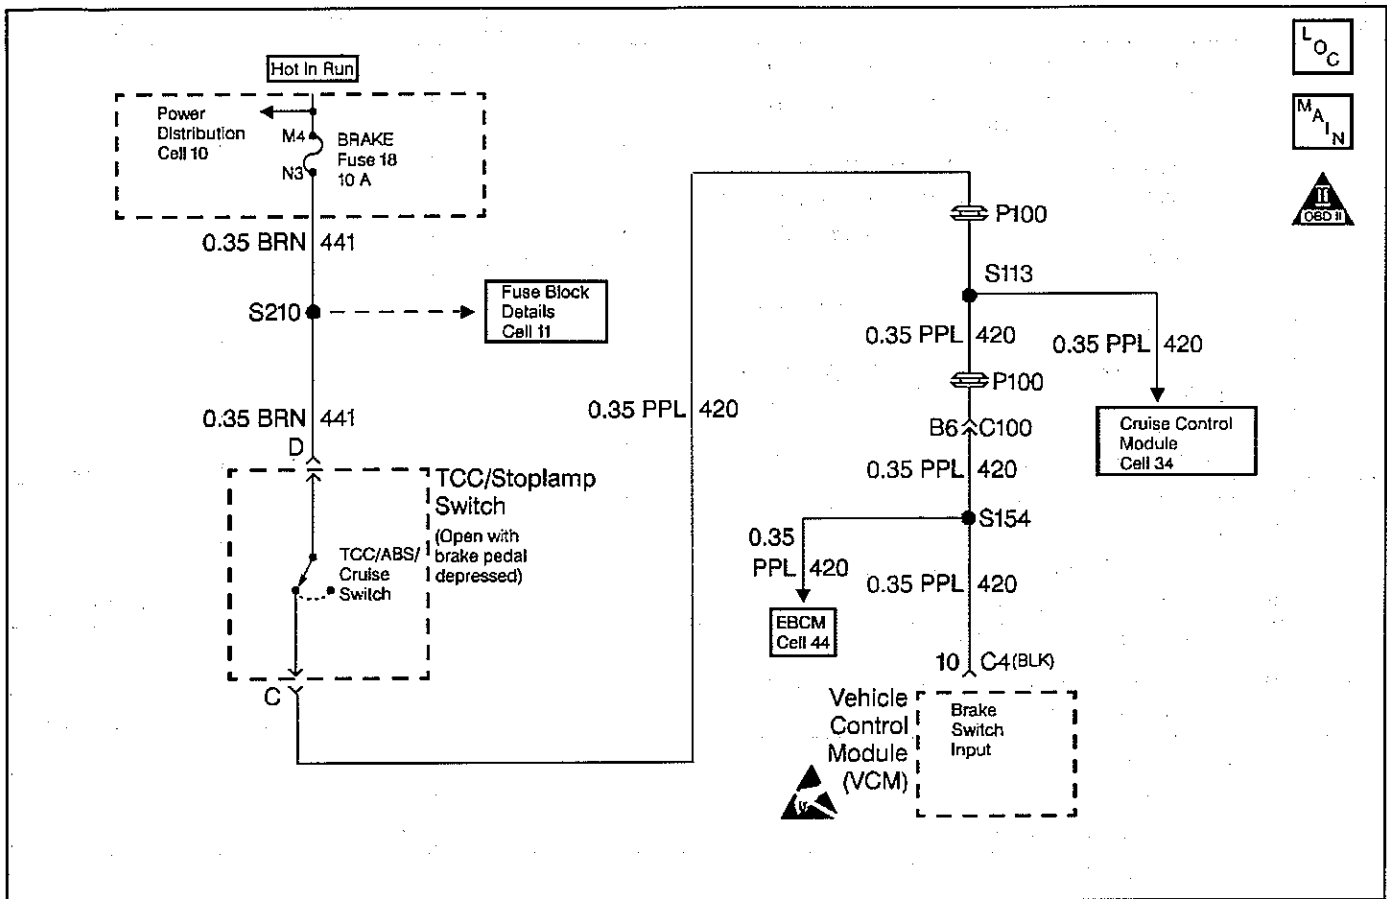 Hot In Run
Power
Distribution
Cell 10
M4
N3
BRAKE
Fuse 18
10 A
0.35 BRN 441
S210
Fuse Block
Details
Cell 11
0.35 BRN 441
D
TCC/Stoplamp
Switch
(Open with
brake pedal
depressed)
TCC/ABS/
Cruise
Switch
C
0.35 PPL 420
P100
S113
0.35 PPL 420
0.35 PPL 420
P100
B6 C100
Cruise Control
Module
Cell 34
0.35 PPL 420
S154
0.35
PPL 420
0.35 PPL 420
EBCM
Cell 44
10 C4 (BLK)
Vehicle
Control
Module
(VCM)
Brake
Switch
Input
LOC
MAIN
II
OBD II